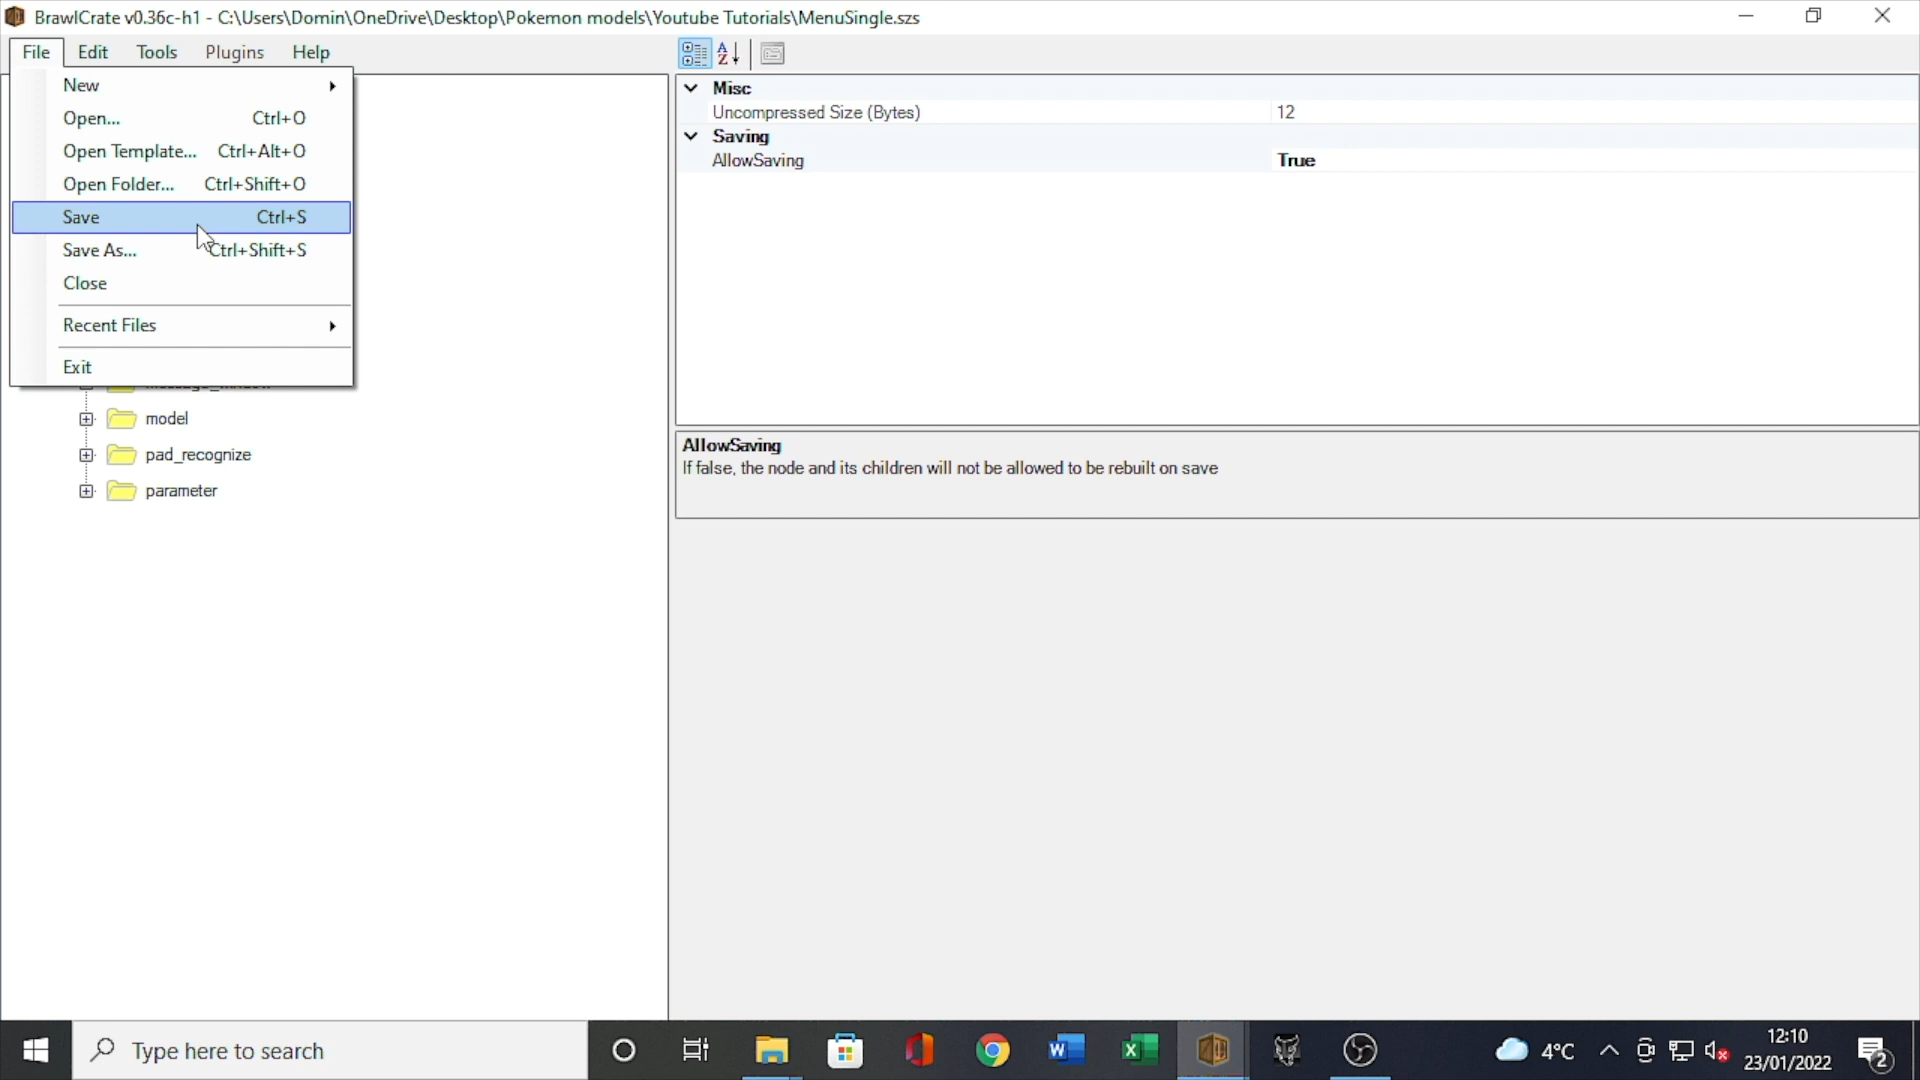 BrawlCrate v0.36c-h1 - C:\Users\Domin\OneDrive\Desktop\Pokemon models\Youtube Tutorials\MenuSingle.szs
File Edit Tools Plugins Help
New
Open... Ctrl+O
Open Template... Ctrl+Alt+O
Open Folder... Ctrl+Shift+O
Save Ctrl+S
Save As... Ctrl+Shift+S
Close
Recent Files
Exit
model
pad_recognize
parameter
Misc
Uncompressed Size (Bytes) 12
Saving
AllowSaving True
AllowSaving
If false, the node and its children will not be allowed to be rebuilt on save
Type here to search
4°C
12:10
23/01/2022
2